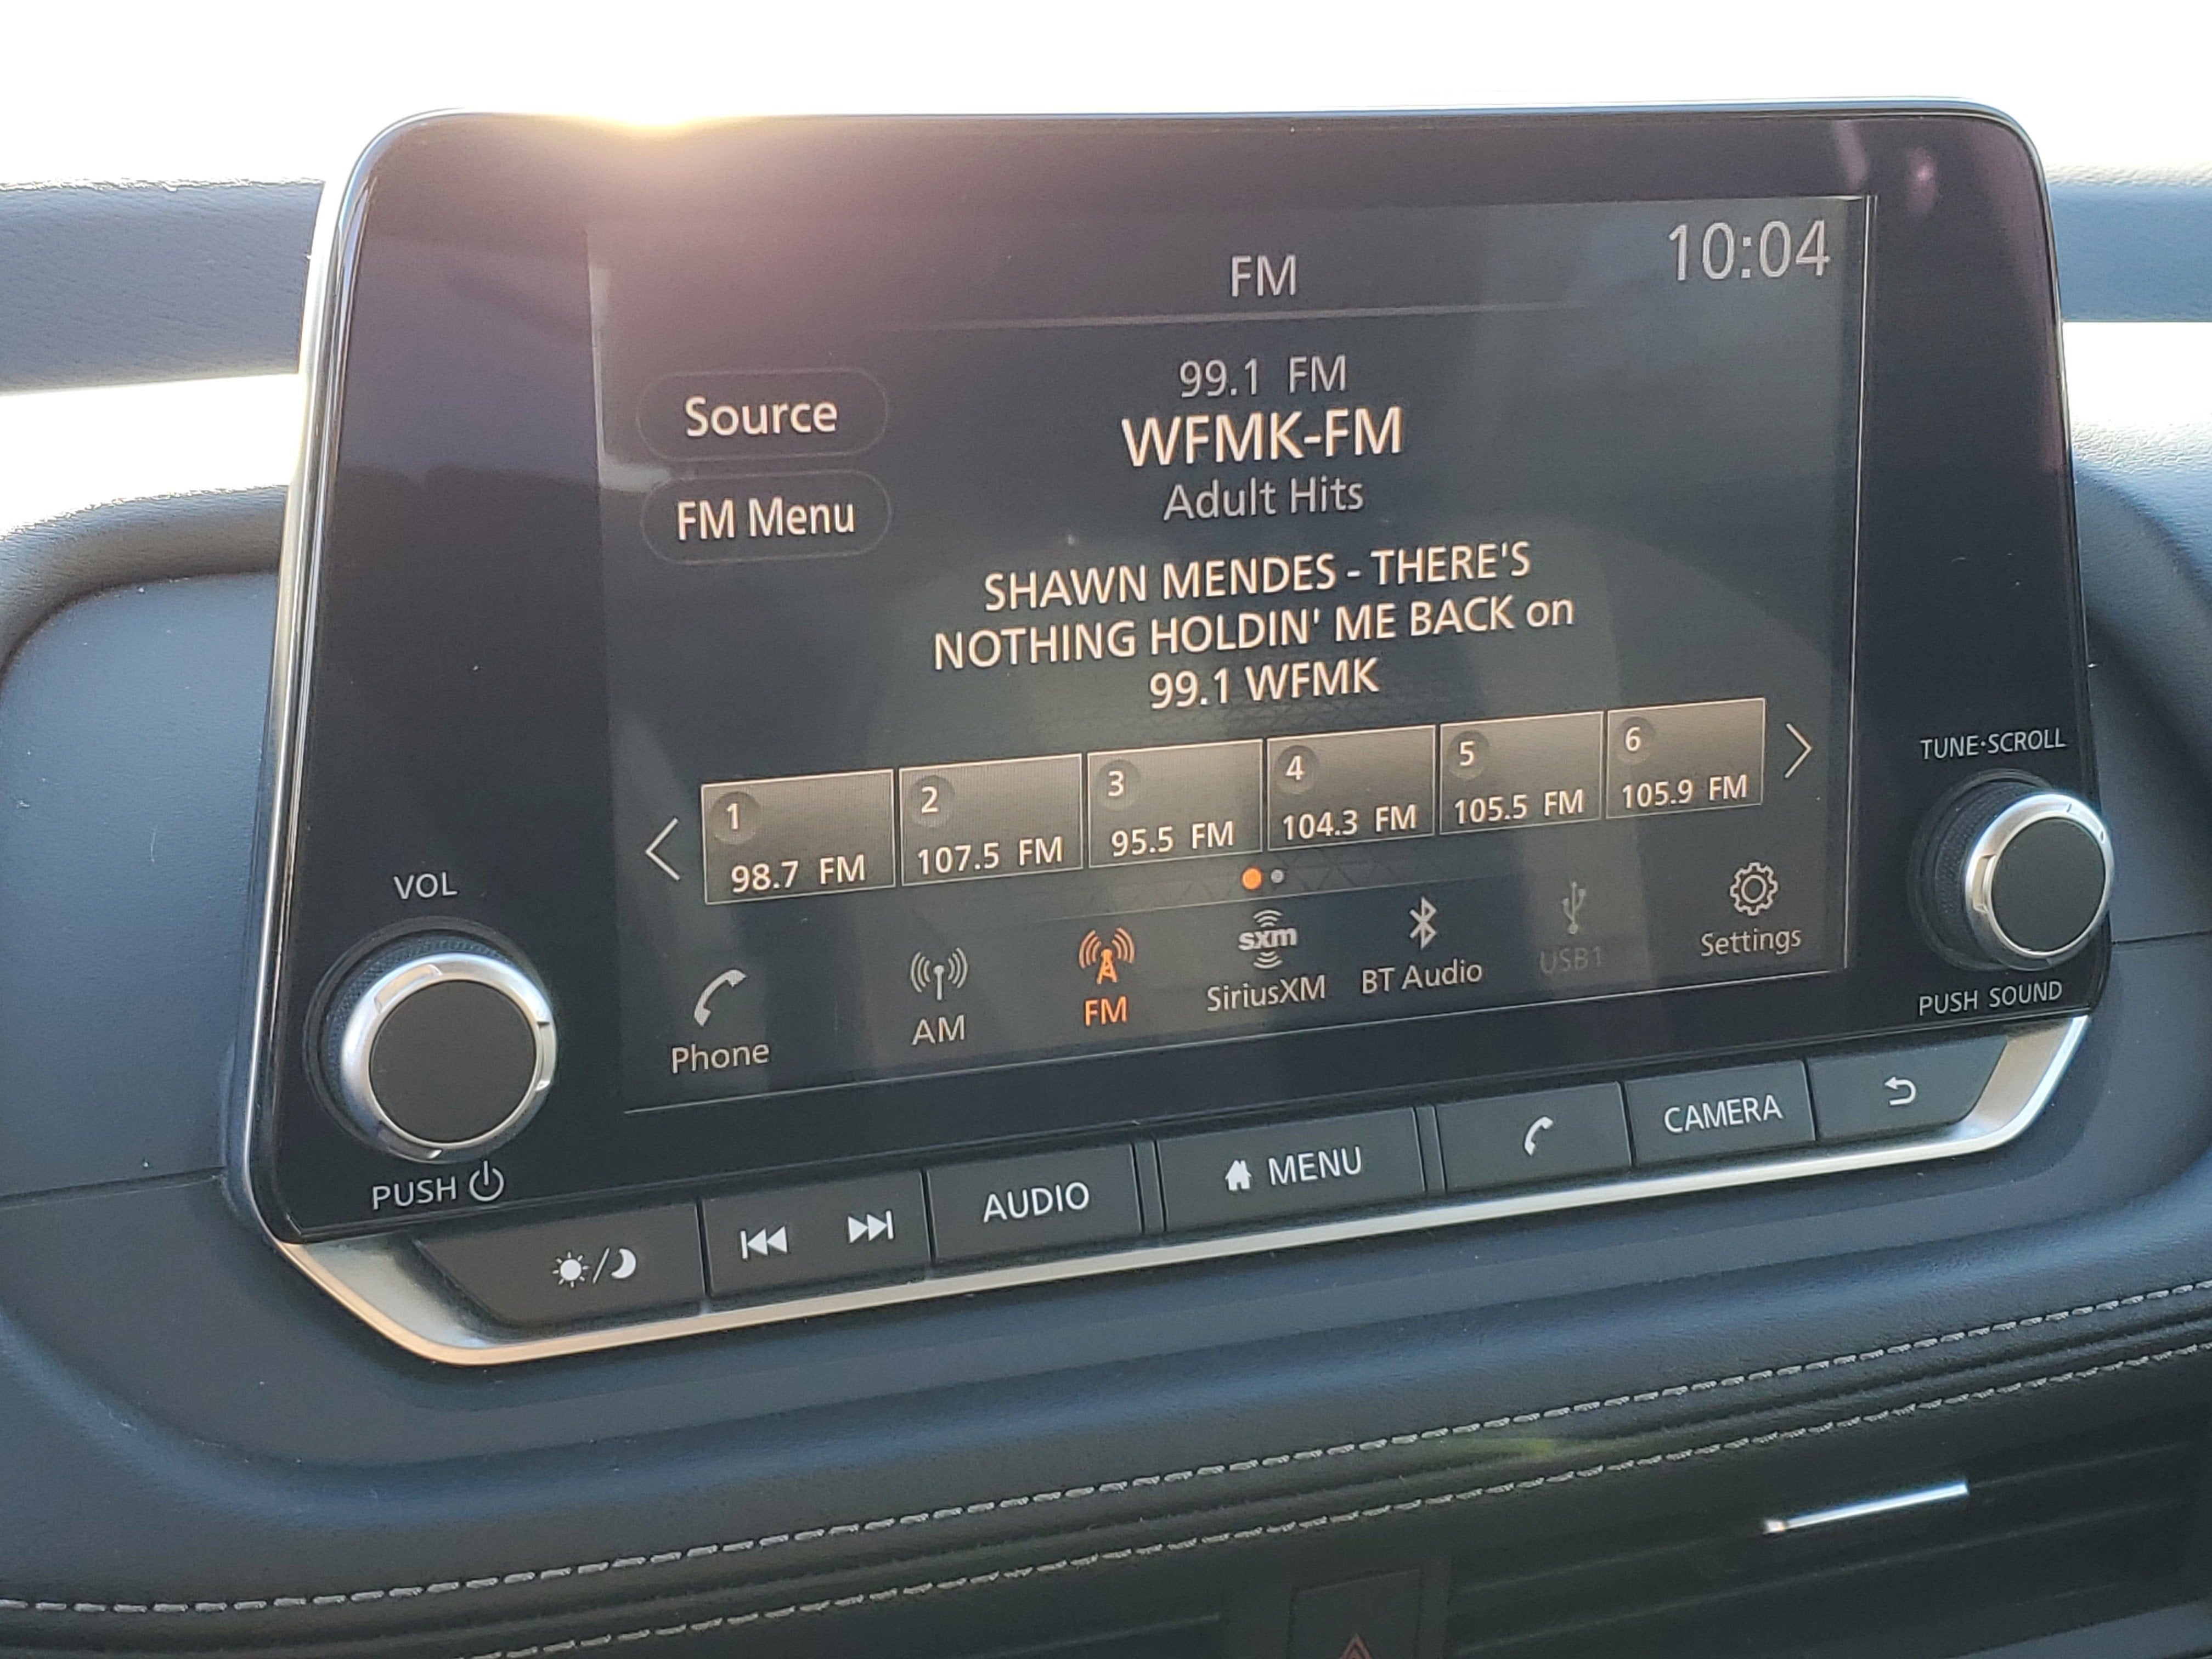 10:04
FM
99.1 FM
WFMK-FM
Adult Hits
Source
FM Menu
SHAWN MENDES - THERE'S
NOTHING HOLDIN' ME BACK on
99.1 WFMK
1 98.7 FM
2 107.5 FM
3 95.5 FM
4 104.3 FM
5 105.5 FM
6 105.9 FM
Phone
AM
FM
sxm
SiriusXM
BT Audio
USB1
Settings
VOL
PUSH
TUNE·SCROLL
PUSH SOUND
AUDIO
MENU
CAMERA